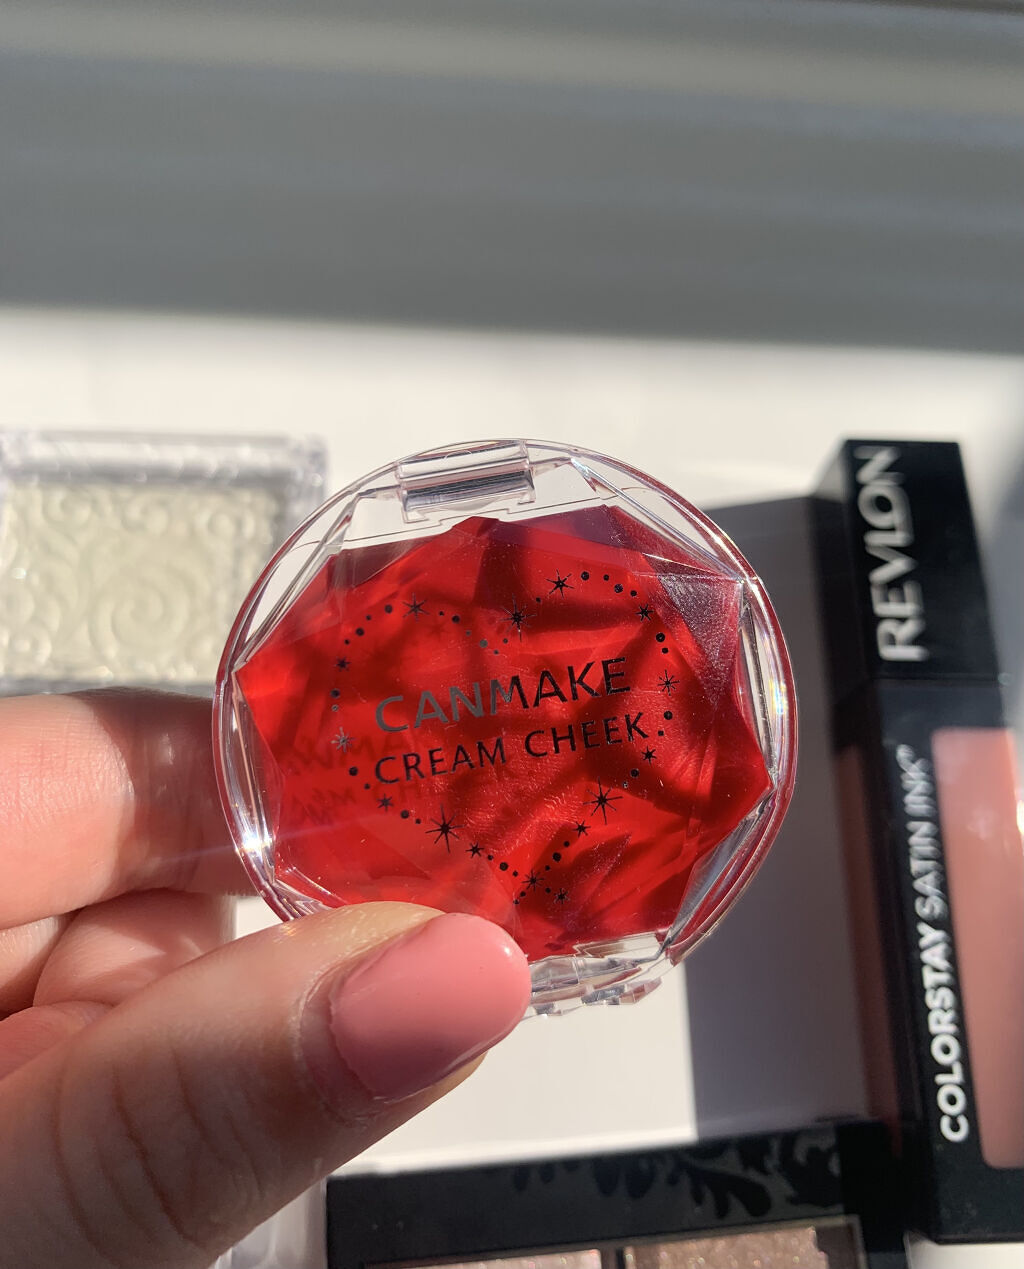 CANMAKE
CREAM CHEEK
REVLON
COLORSTAY SATIN INK®